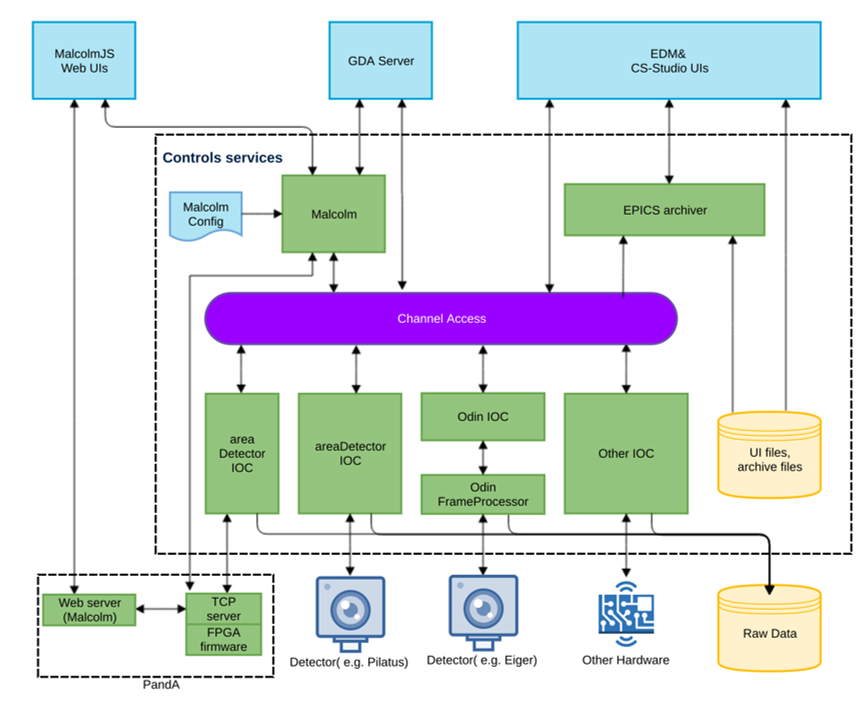 MalcolmJS
Web UIs
GDA Server
EDM&
CS-Studio UIs
Controls services
Malcolm
Config
Malcolm
EPICS archiver
Channel Access
area
Detector
IOC
areaDetector
IOC
Odin IOC
Odin
FrameProcessor
Other IOC
UI files,
archive files
Web server
(Malcolm)
TCP
server
FPGA
firmware
PandA
Detector( e.g. Pilatus)
Detector( e.g. Eiger)
Other Hardware
Raw Data